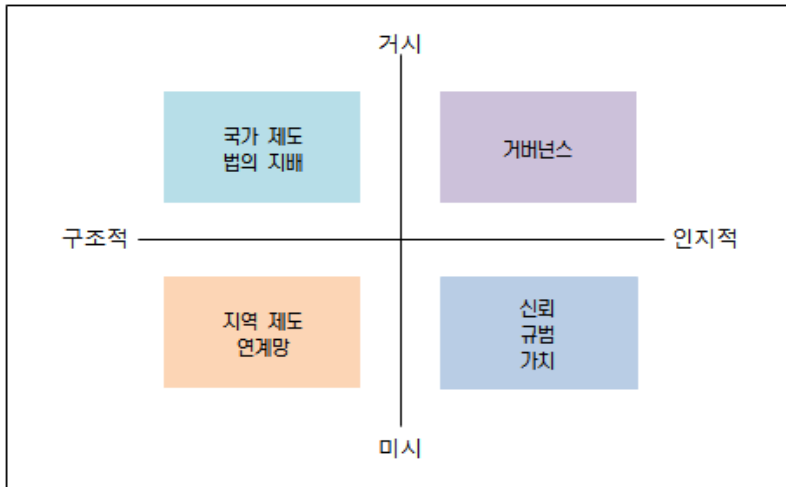 거시
국가 제도
법의 지배
거버넌스
구조적
인지적
지역 제도
연계망
신뢰
규범
가치
미시